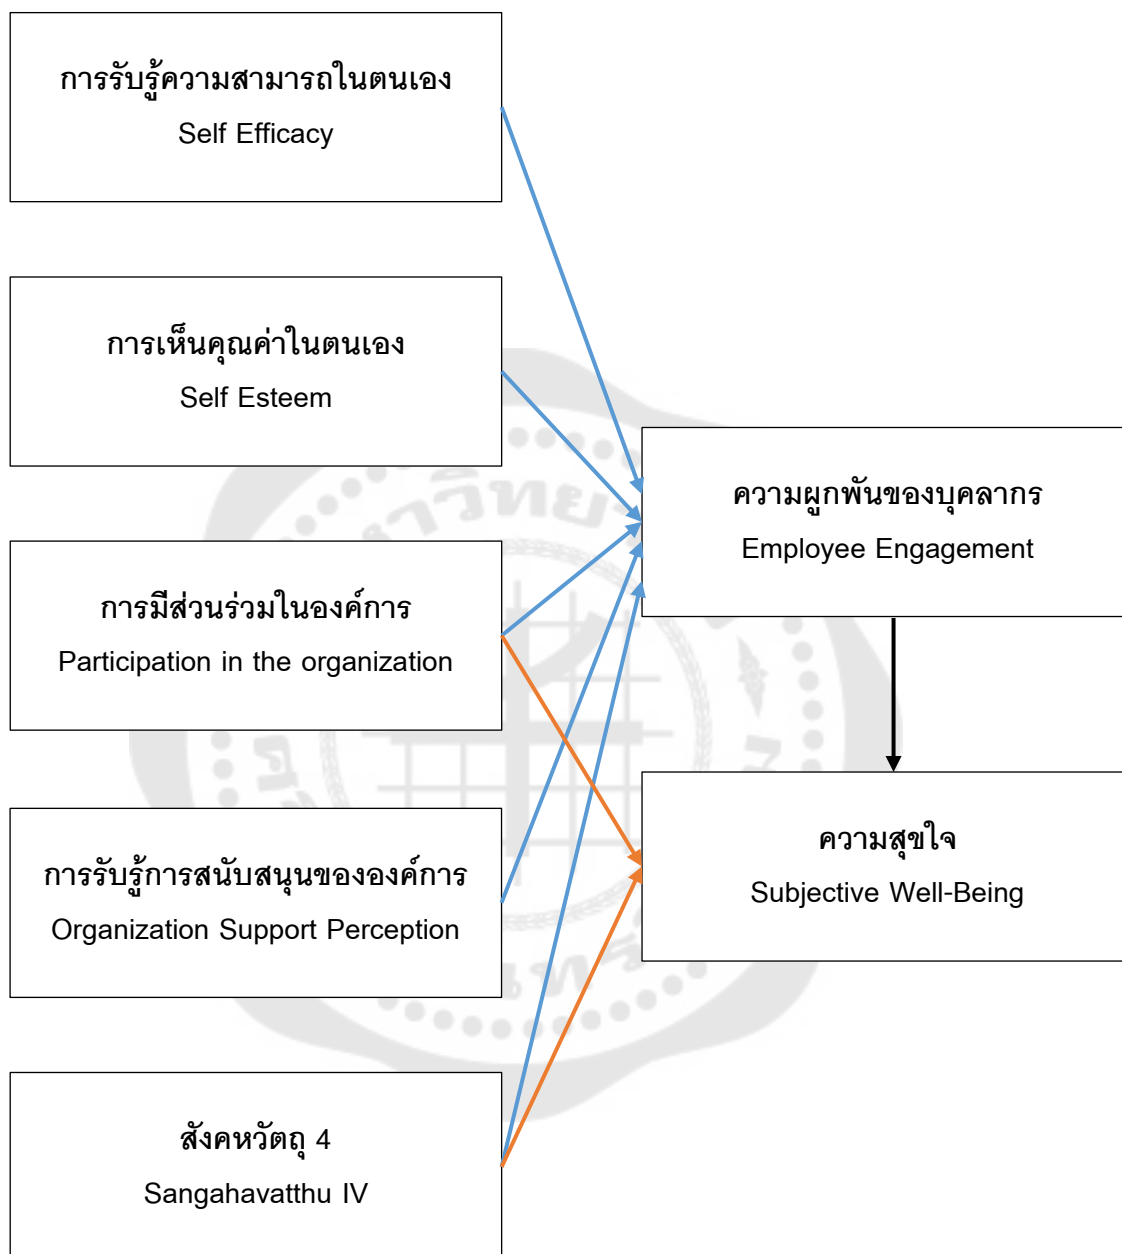 การรับรู้ความสามารถในตนเอง
Self Efficacy
การเห็นคุณค่าในตนเอง
Self Esteem
การมีส่วนร่วมในองค์การ
Participation in the organization
การรับรู้การสนับสนุนขององค์การ
Organization Support Perception
สังคหวัตถุ 4
Sangahavatthu IV
ความผูกพันของบุคลากร
Employee Engagement
ความสุขใจ
Subjective Well-Being